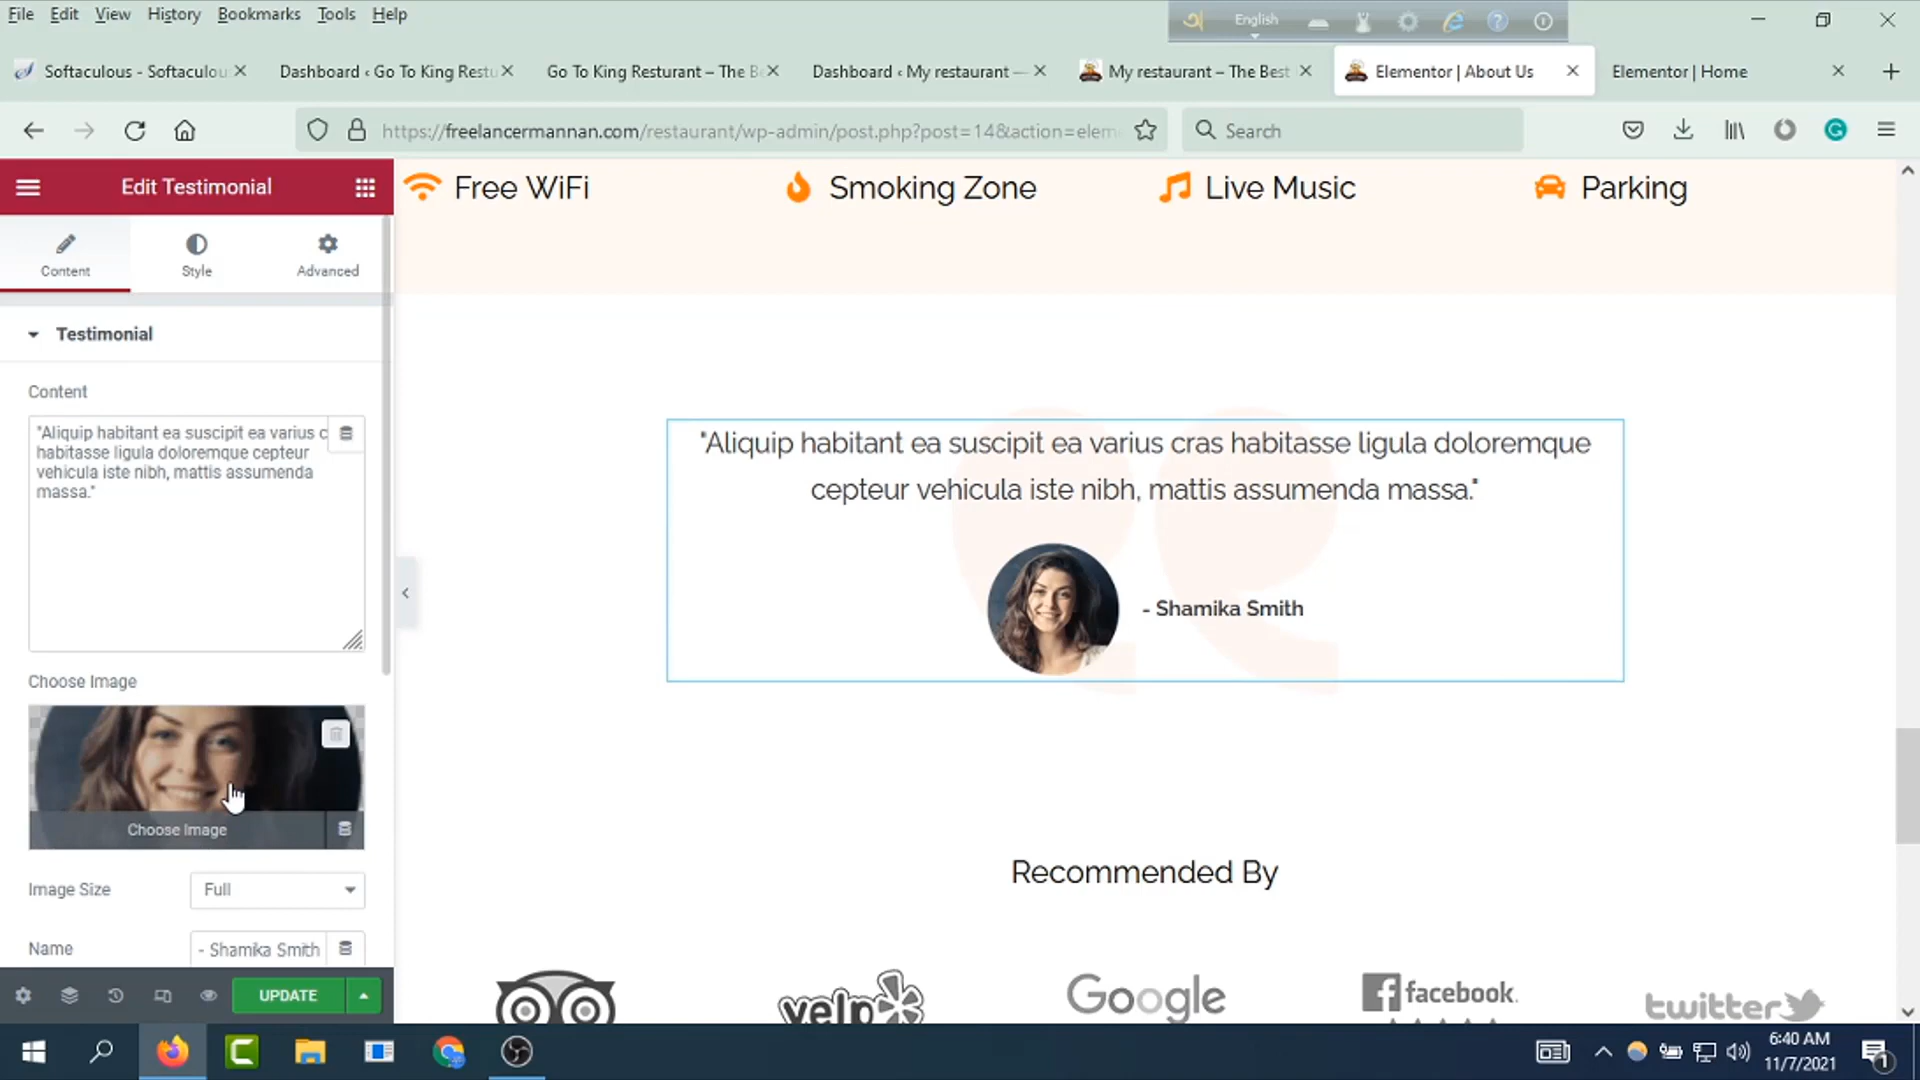 File Edit View History Bookmarks Tools Help
English
Softaculous - Softaculou
Dashboard ‹ Go To King Restu
Go To King Resturant – The B
Dashboard ‹ My restaurant —
My restaurant – The Best
Elementor | About Us
Elementor | Home
https://freelancermannan.com/restaurant/wp-admin/post.php?post=14&action=elem
Search
Edit Testimonial
Content
Style
Advanced
Testimonial
Content
"Aliquip habitant ea suscipit ea varius c
habitasse ligula doloremque cepteur
vehicula iste nibh, mattis assumenda
massa."
Choose Image
Choose Image
Image Size
Full
Name
- Shamika Smith
UPDATE
Free WiFi
Smoking Zone
Live Music
Parking
"Aliquip habitant ea suscipit ea varius cras habitasse ligula doloremque
cepteur vehicula iste nibh, mattis assumenda massa."
- Shamika Smith
Recommended By
yelp
Google
facebook.
twitter
6:40 AM
11/7/2021
1